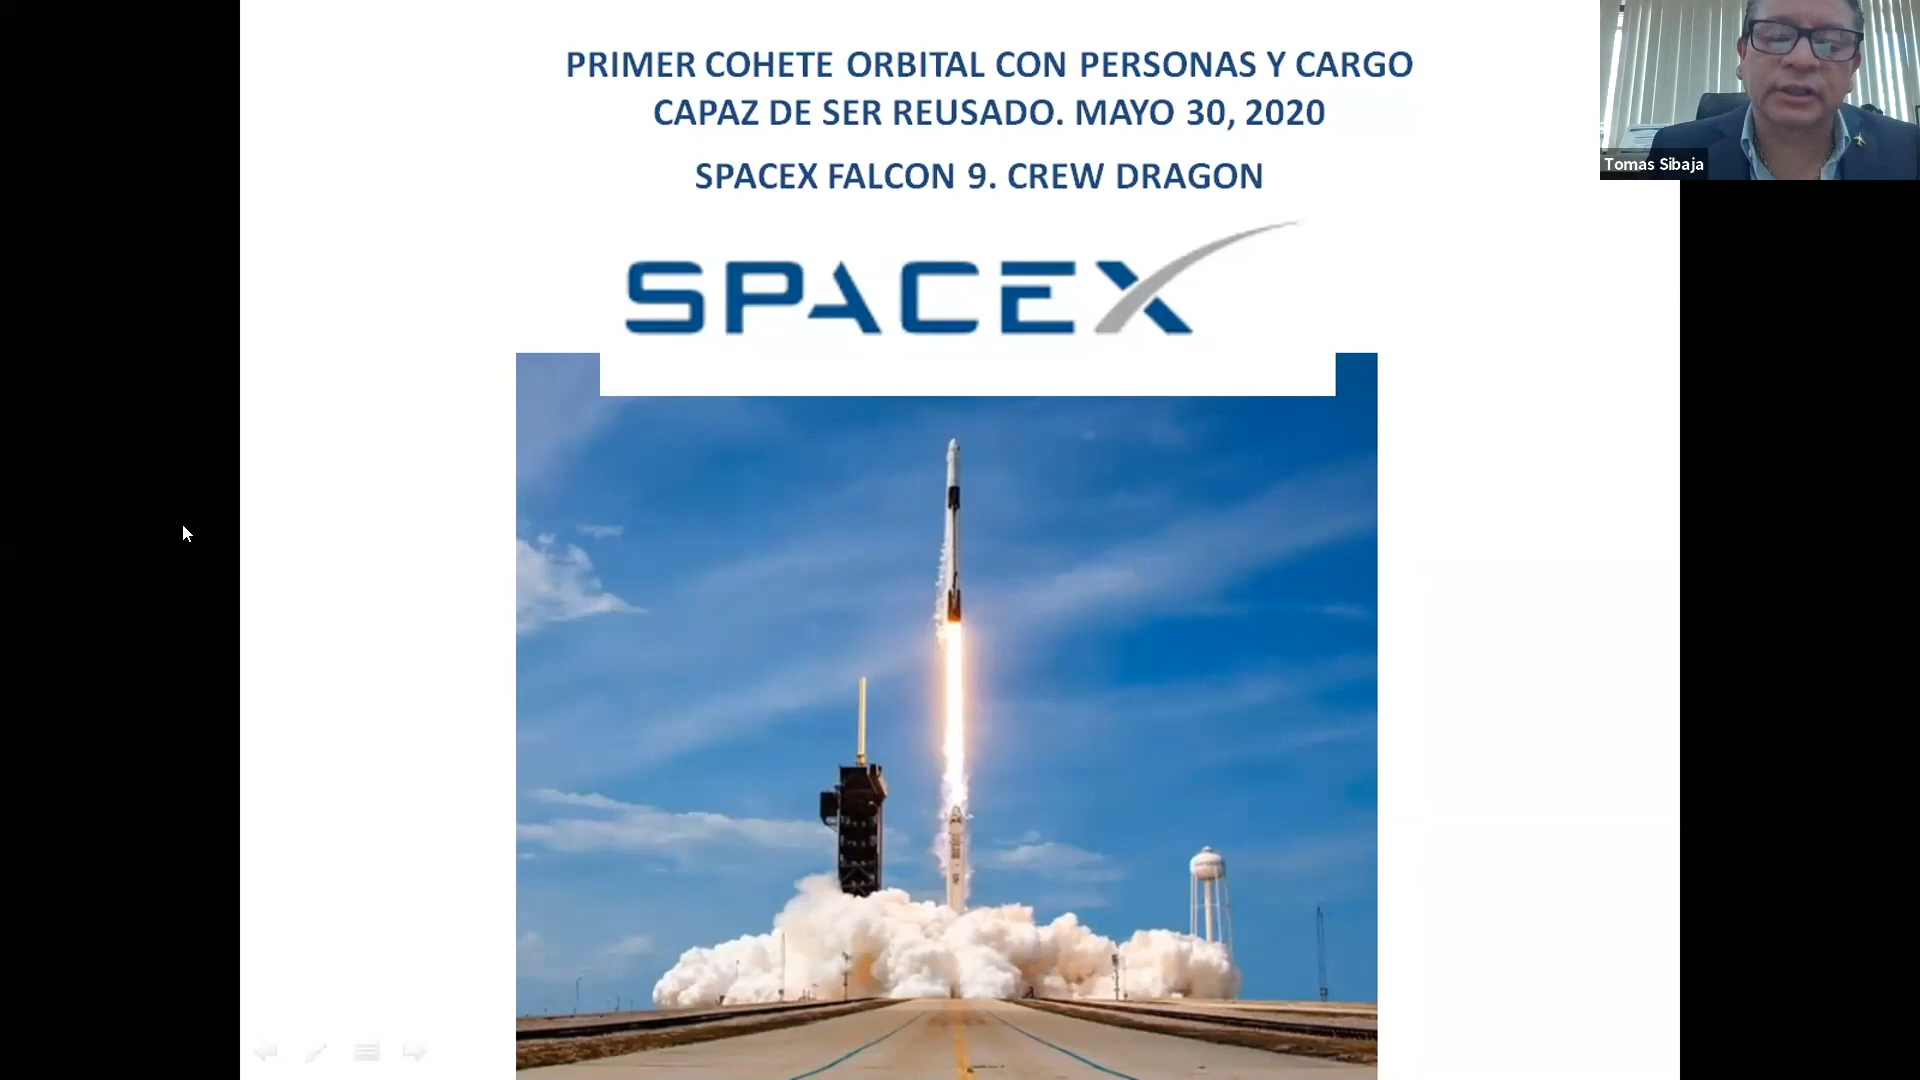 PRIMER COHETE ORBITAL CON PERSONAS Y CARGO
CAPAZ DE SER REUSADO. MAYO 30, 2020
SPACEX FALCON 9. CREW DRAGON
SPACEX
Tomas Sibaja